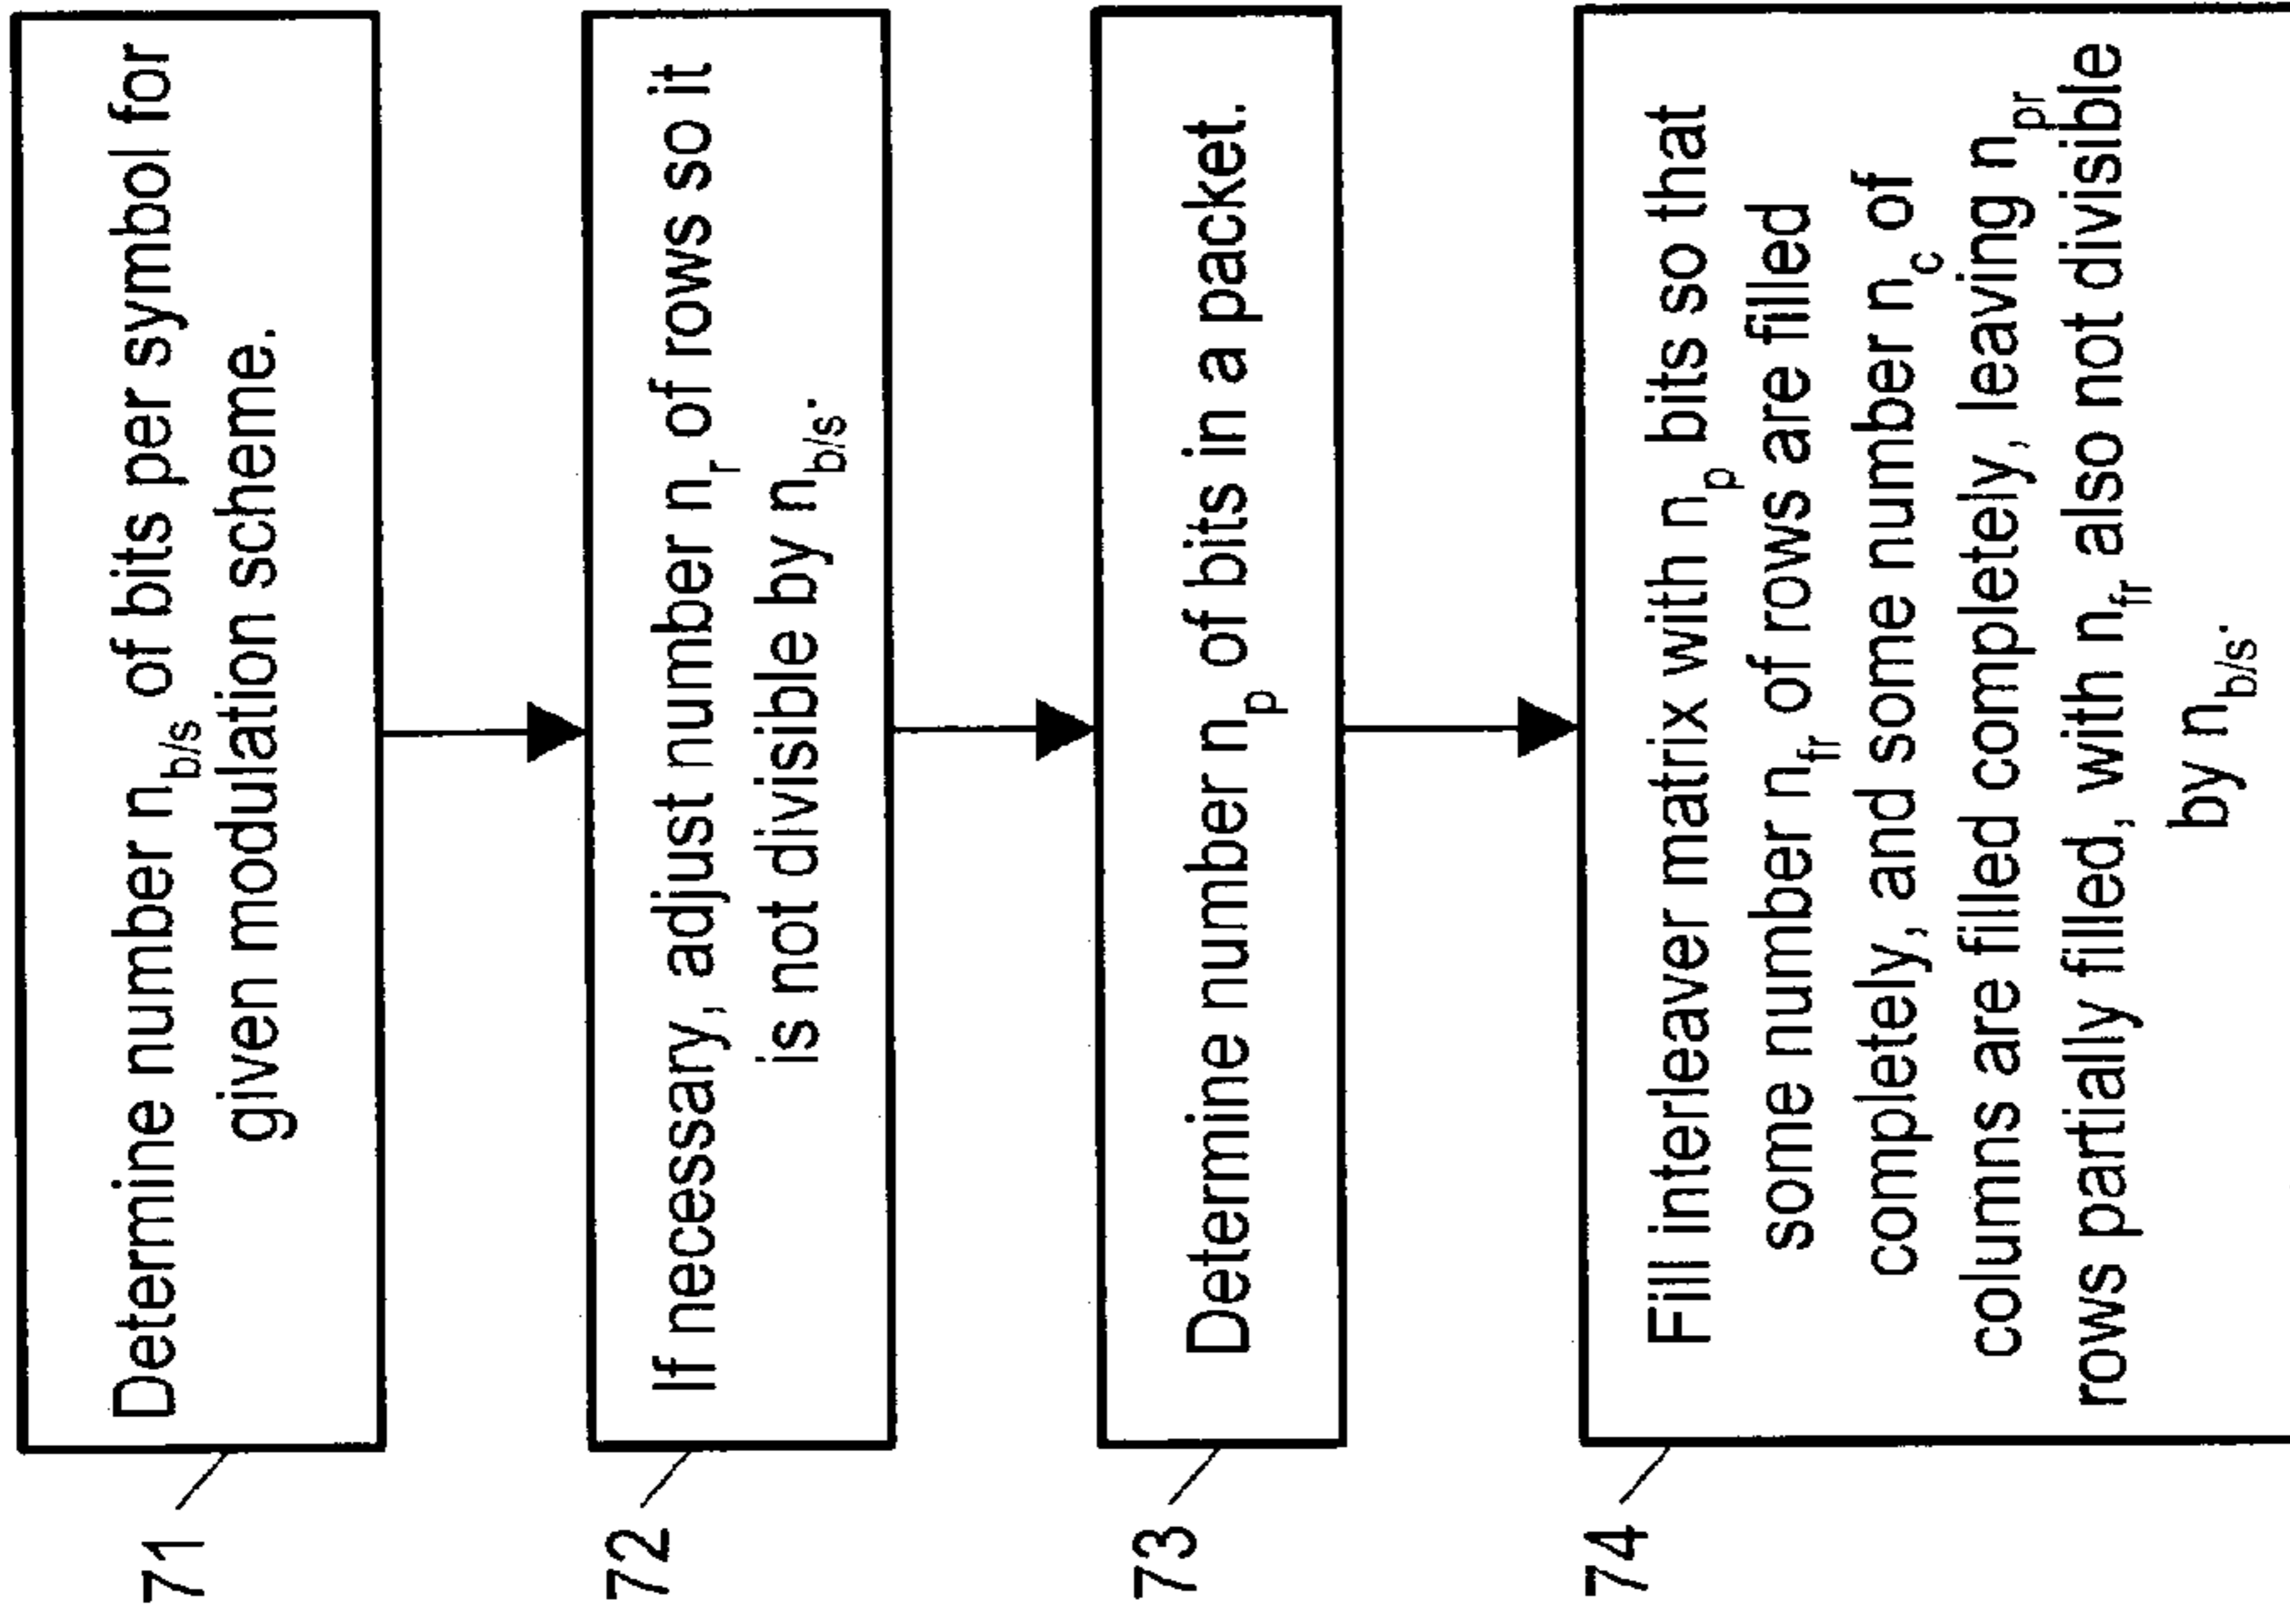 71
Determine number n_b/s of bits per symbol for
given modulation scheme.
72
If necessary, adjust number n_r of rows so it
is not divisible by n_b/s.
73
Determine number n_p of bits in a packet.
74
Fill interleaver matrix with n_p bits so that
some number n_fr of rows are filled
completely, and some number n_c of
columns are filled completely, leaving n_pr
rows partially filled, with n_fr also not divisible
by n_b/s.